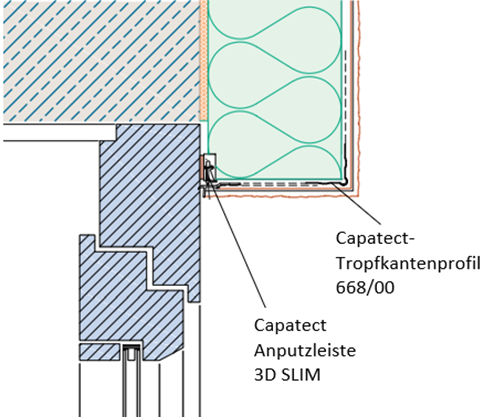 Capatect-
Tropfkantenprofil
668/00
Capatect
Anputzleiste
3D SLIM